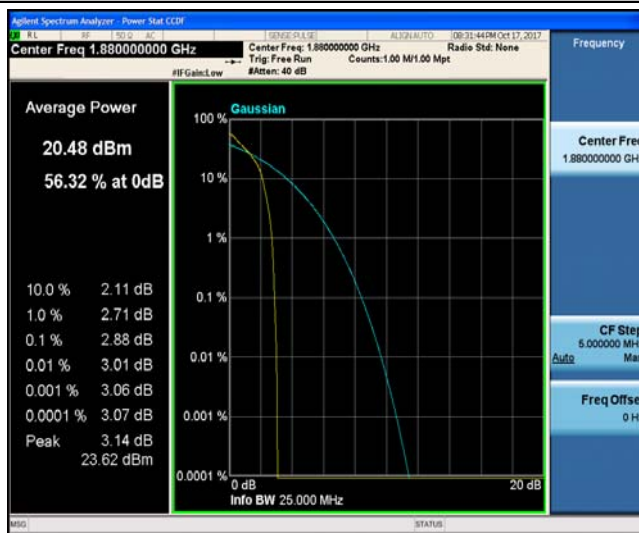 Agilent Spectrum Analyzer - Power Stat CCDF
RL RF 50 Ω AC SENSE:PULSE ALIGN AUTO 08:31:44 PM Oct 17, 2017
Center Freq 1.880000000 GHz
Center Freq: 1.880000000 GHz
Radio Std: None
Trig: Free Run
Counts:1.00 M/1.00 Mpt
#IFGain:Low
#Atten: 40 dB
Frequency
Average Power
20.48 dBm
56.32 % at 0dB
10.0 % 2.11 dB
1.0 % 2.71 dB
0.1 % 2.88 dB
0.01 % 3.01 dB
0.001 % 3.06 dB
0.0001 % 3.07 dB
Peak 3.14 dB
23.62 dBm
Gaussian
100 %
10 %
1 %
0.1 %
0.01 %
0.001 %
0.0001 %
0 dB
20 dB
Info BW 25.000 MHz
Center Fre
1.880000000 GH
CF Step
5.000000 MH
Auto Ma
Freq Offse
0 H
MSG
STATUS